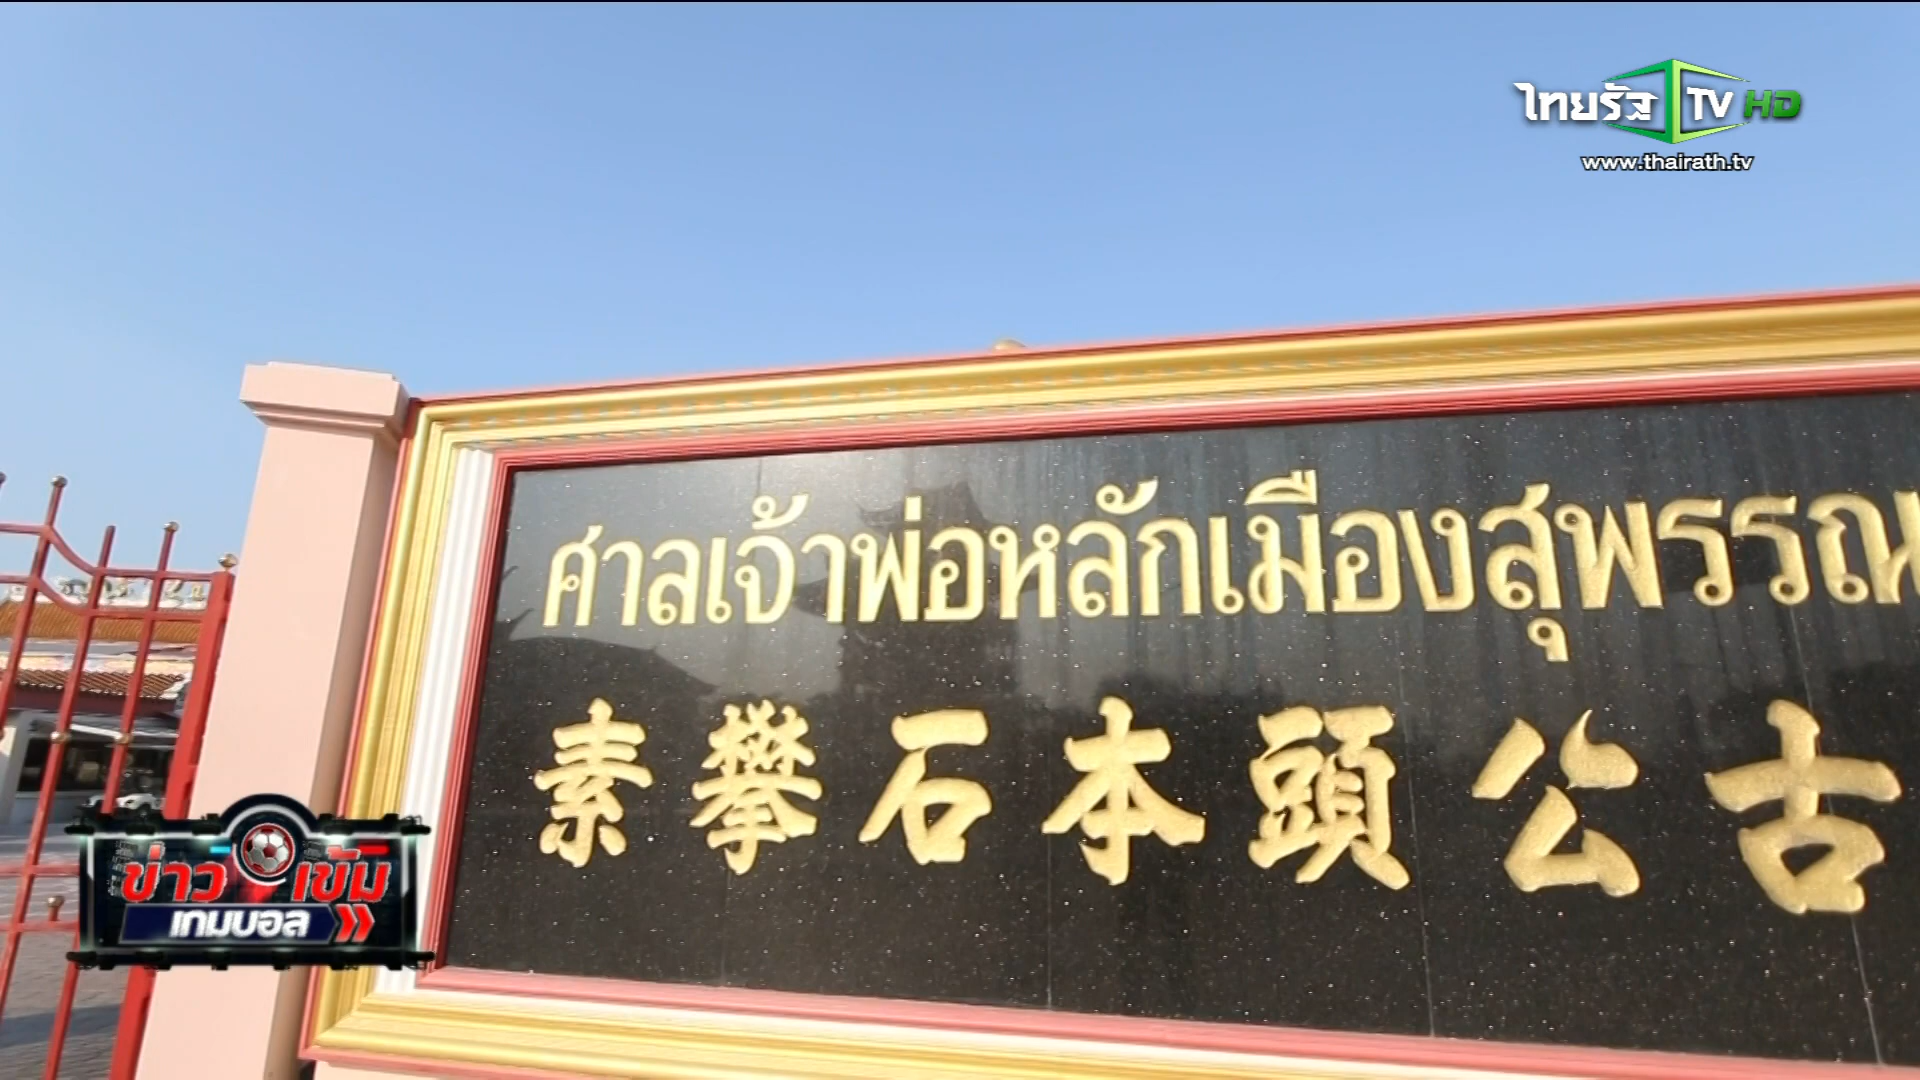 ไทยรัฐ TV HD
www.thairath.tv
ศาลเจ้าพ่อหลักเมืองสุพรรณ
素攀石本頭公古
ข่าวเข้ม
เกมบอล